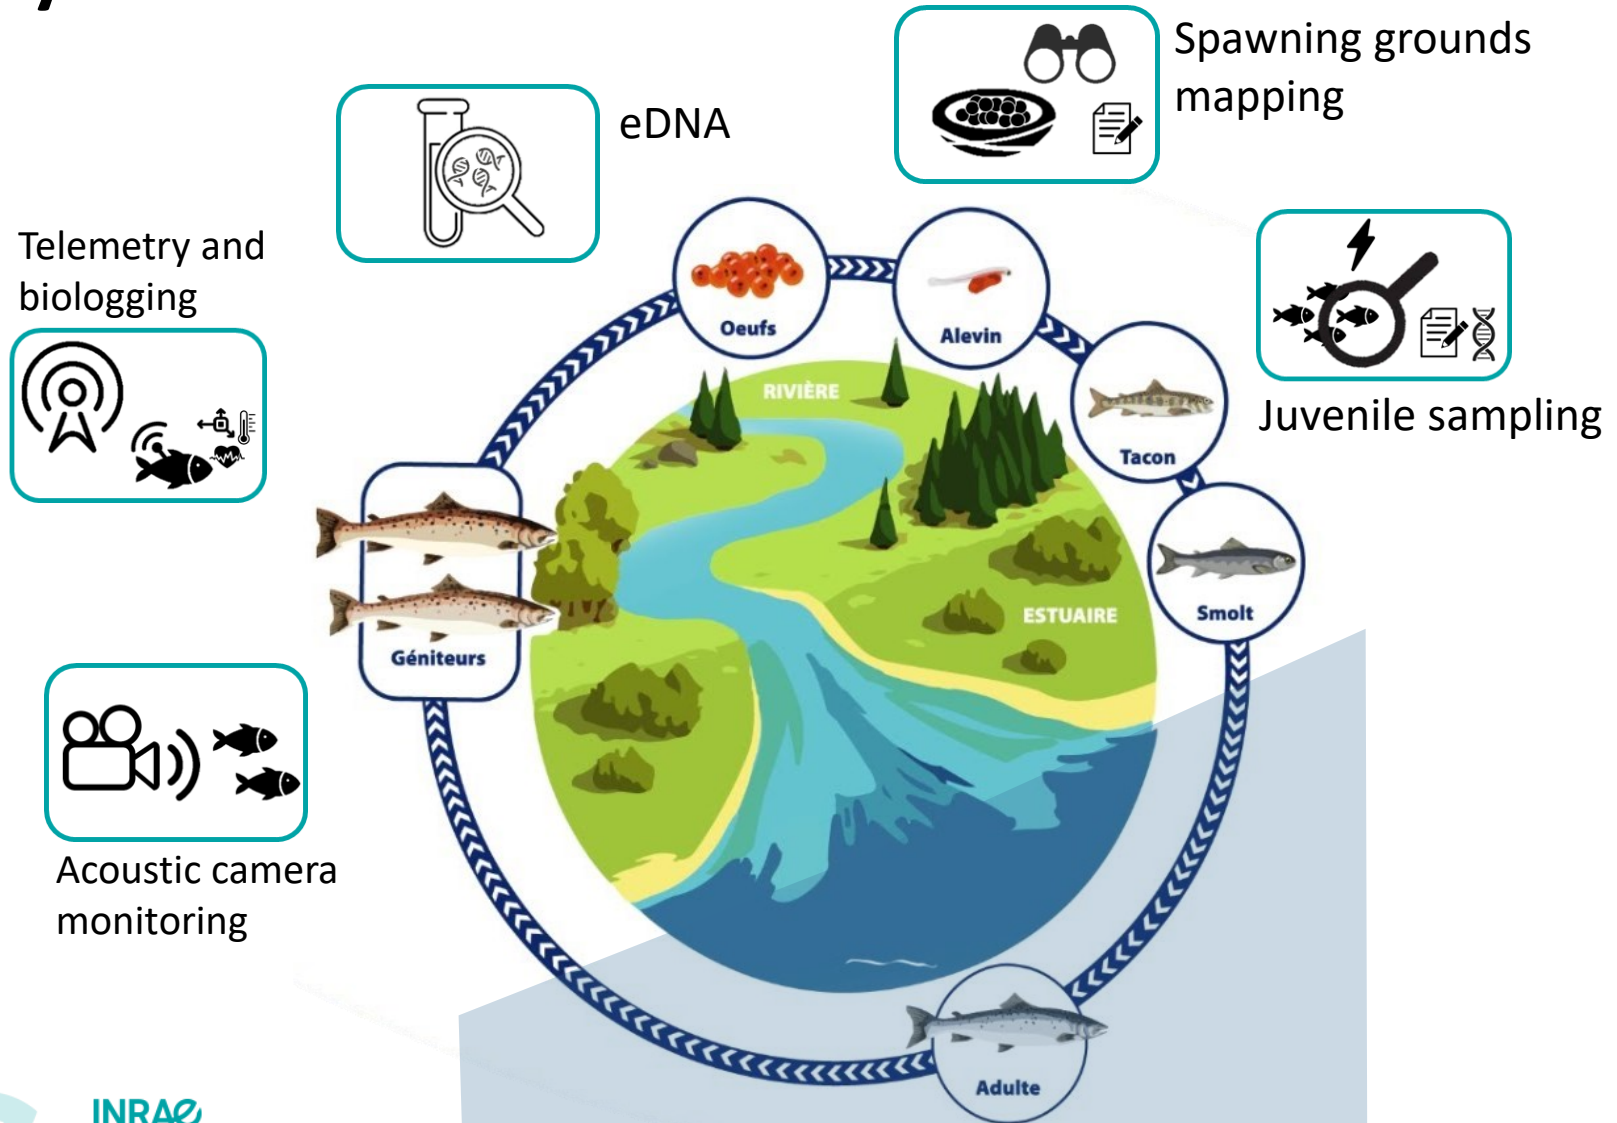 Spawning grounds
mapping
eDNA
Telemetry and
biologging
Oeufs
Alevin
RIVIÈRE
Juvenile sampling
Tacon
ESTUAIRE
Smolt
Géniteurs
Acoustic camera
monitoring
Adulte
INRAE